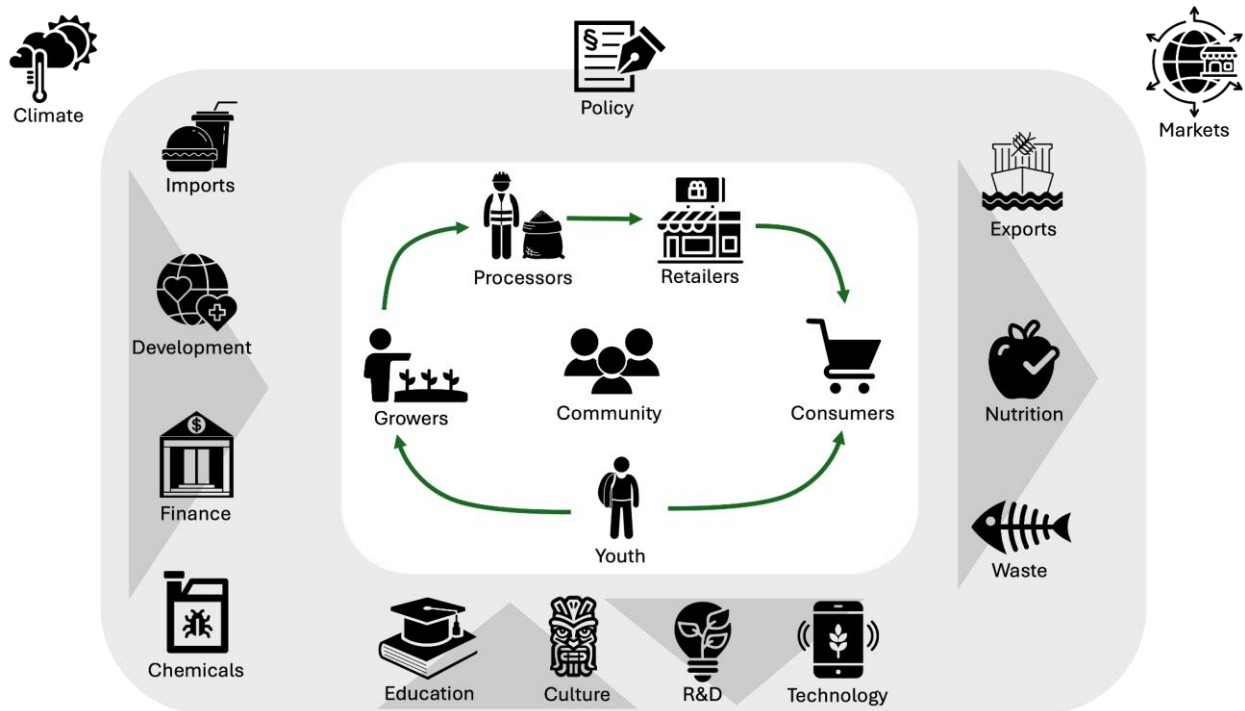 Climate
Policy
Markets
Imports
Exports
Processors
Retailers
Development
Growers
Community
Consumers
Nutrition
Finance
Youth
Waste
Chemicals
Education
Culture
R&D
Technology
§
$